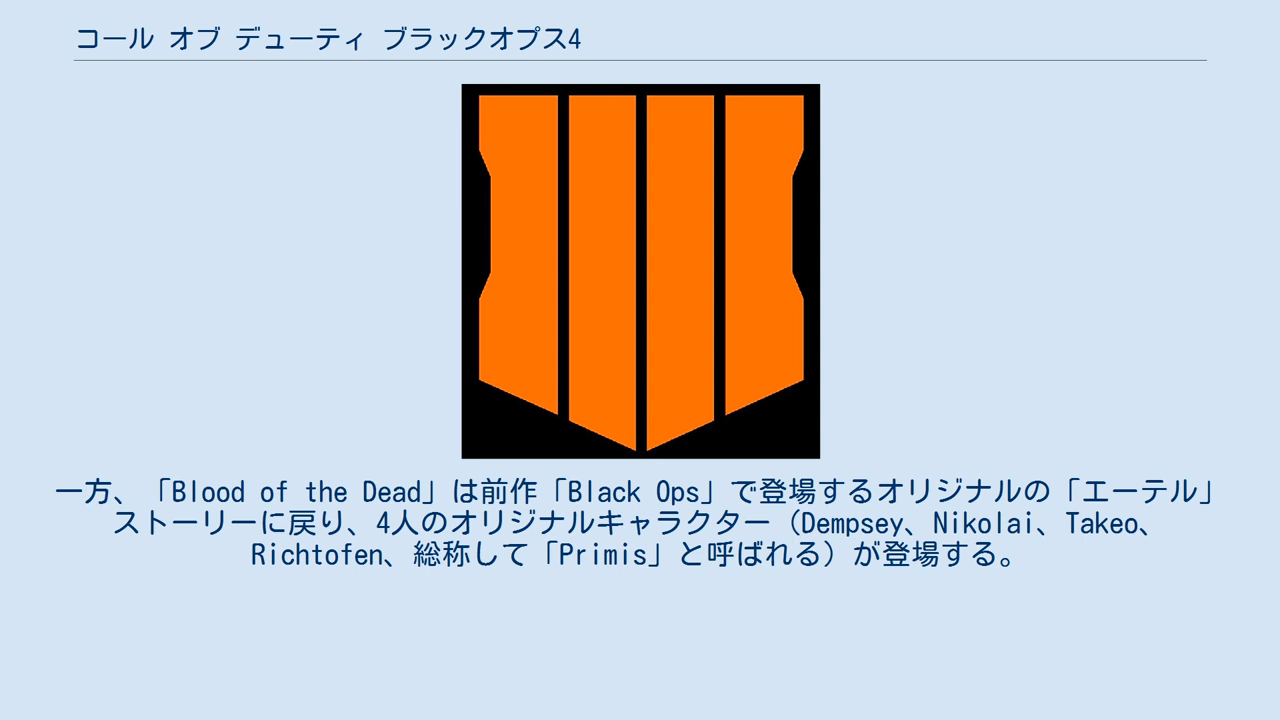 コール オブ デューティ ブラックオプス4
一方、「Blood of the Dead」は前作「Black Ops」で登場するオリジナルの「エーテル」
ストーリーに戻り、4人のオリジナルキャラクター（Dempsey、Nikolai、Takeo、
Richtofen、総称して「Primis」と呼ばれる）が登場する。